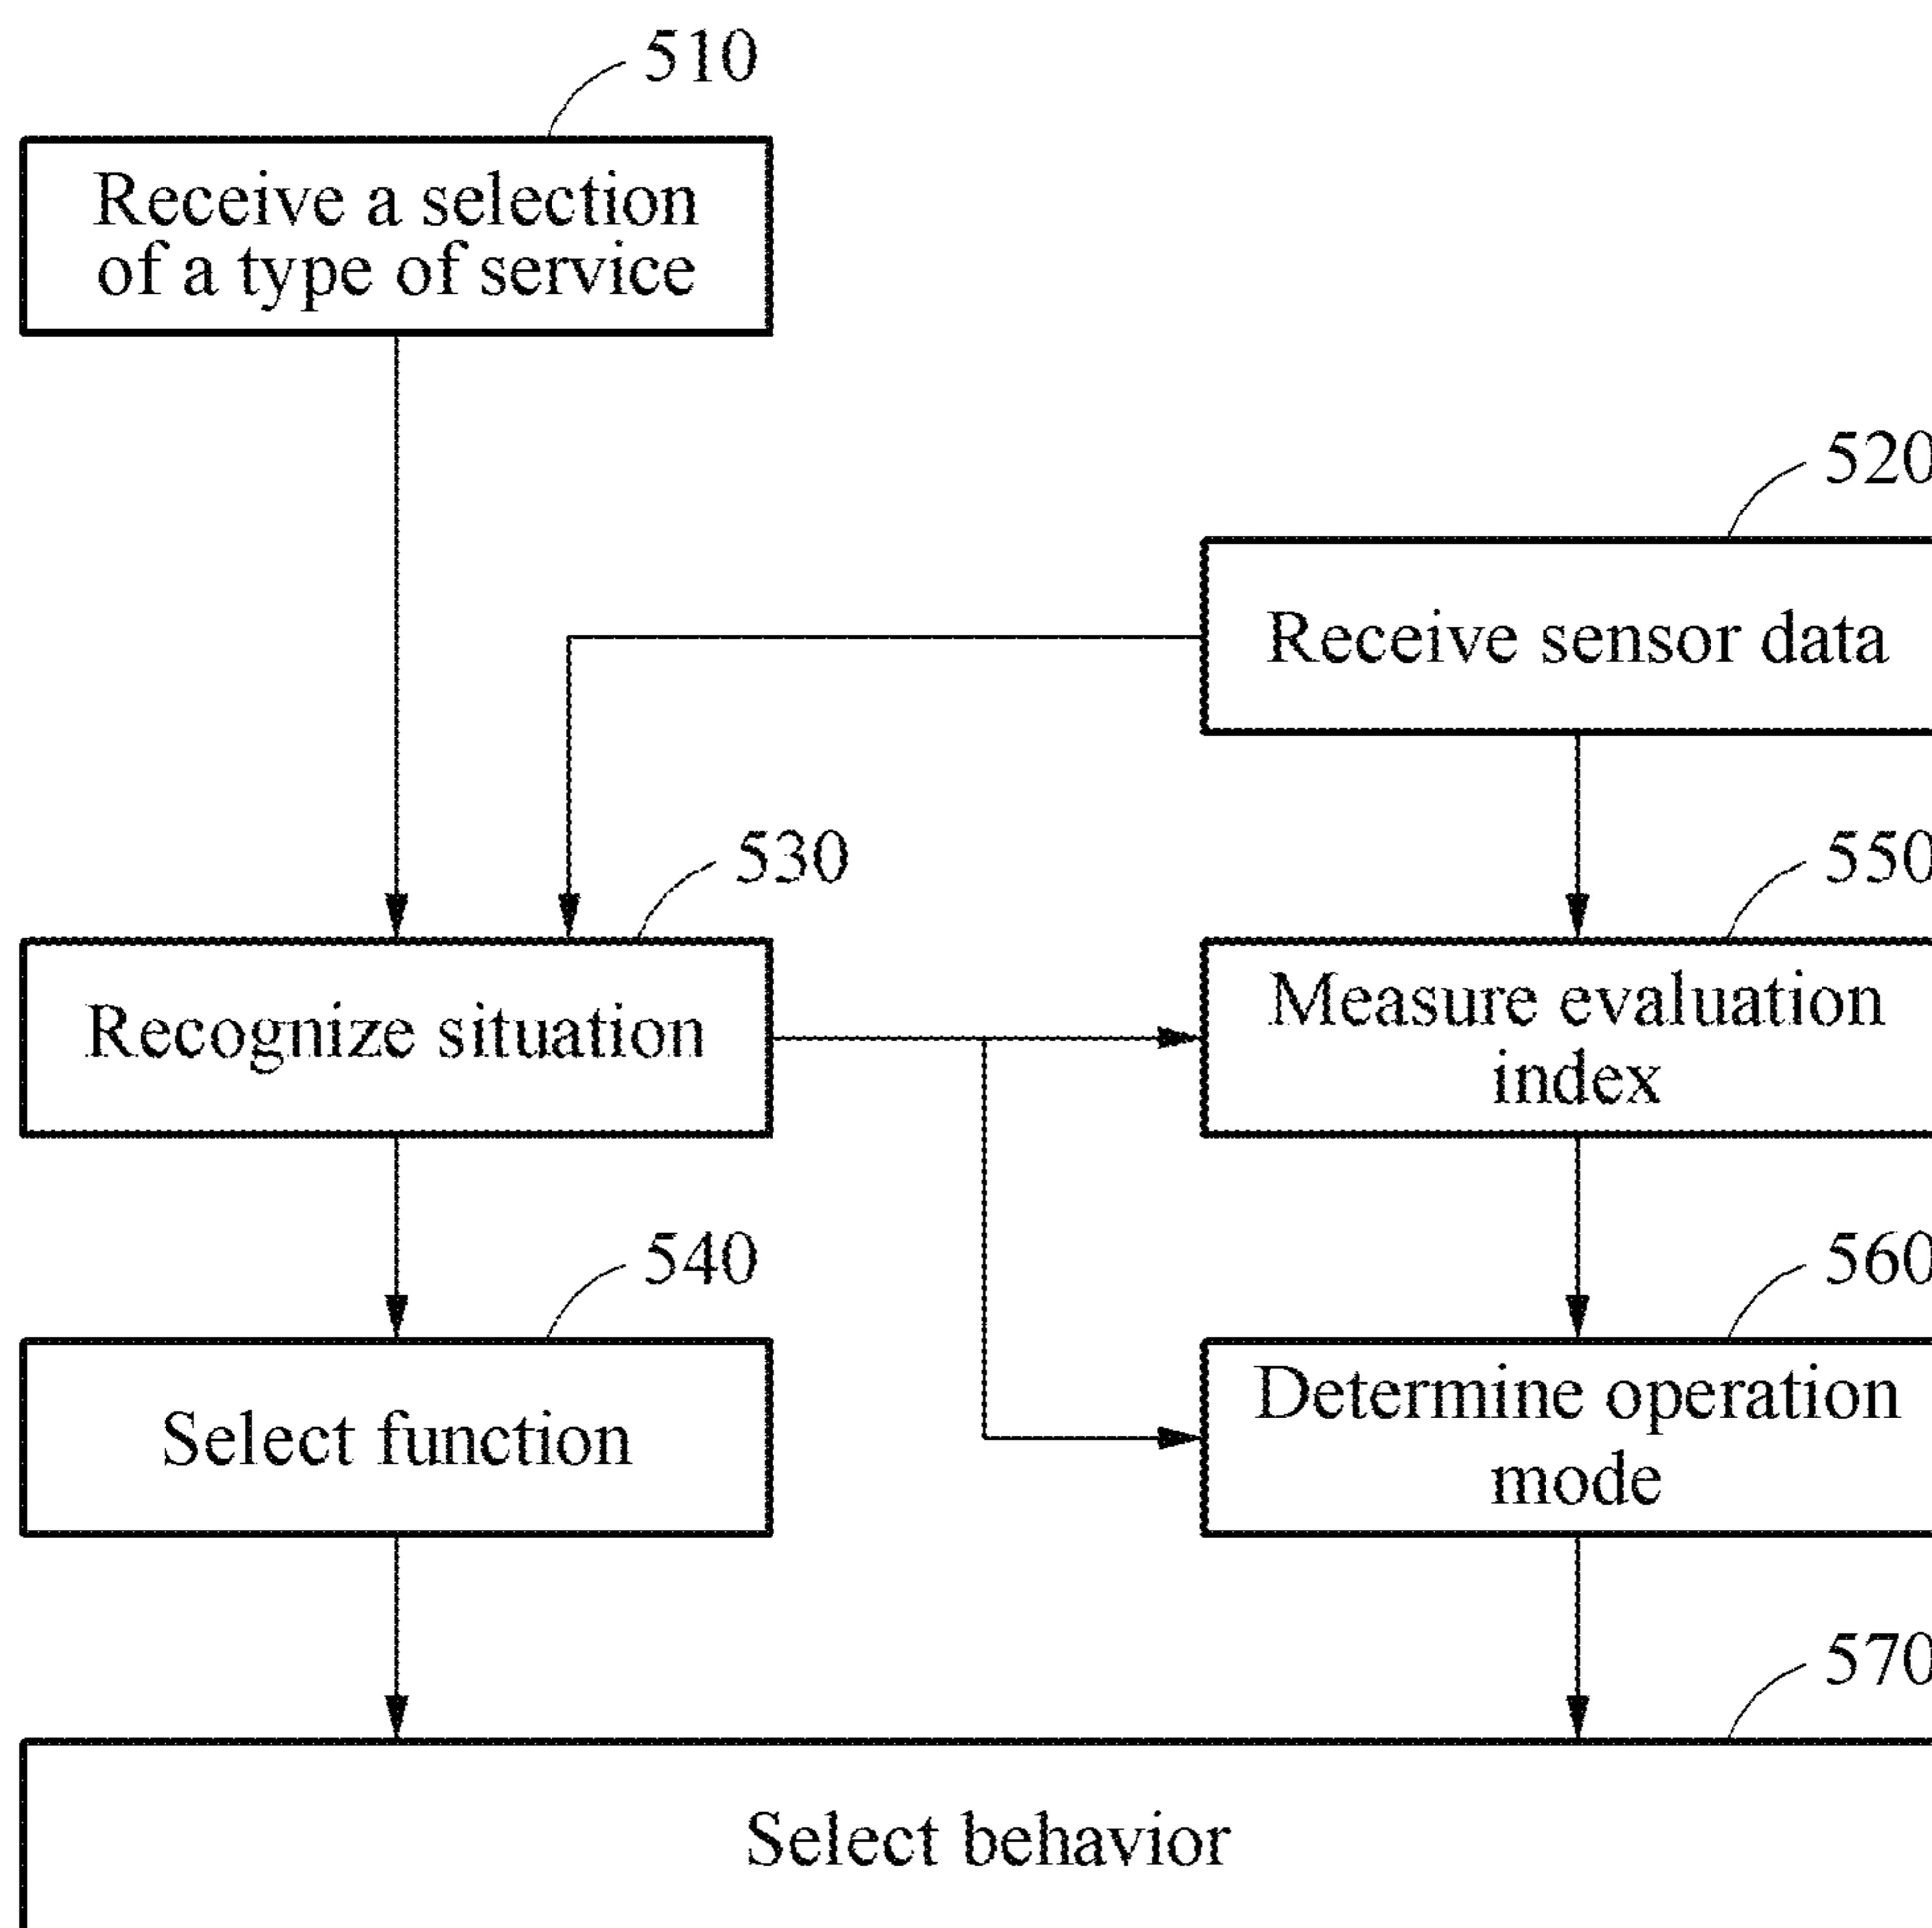 510
Receive a selection
of a type of service
520
Receive sensor data
530
550
Recognize situation
Measure evaluation
index
540
560
Select function
Determine operation
mode
570
Select behavior